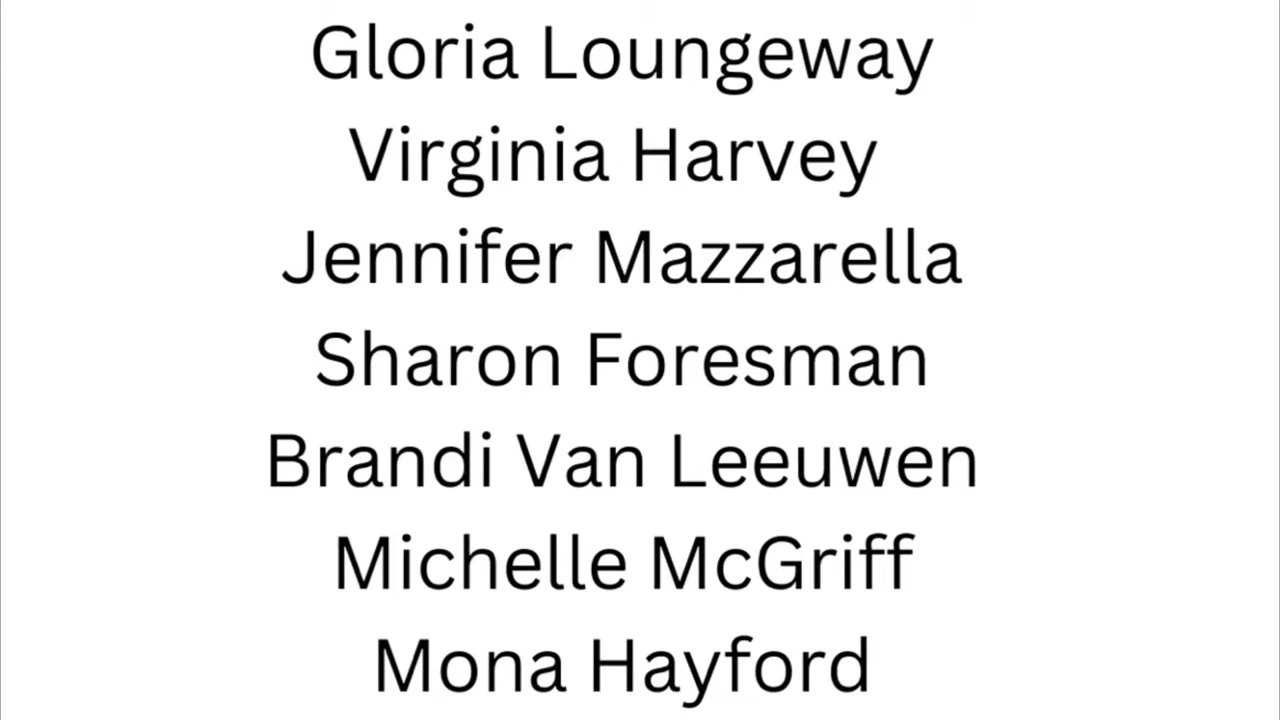 Gloria Loungeway
Virginia Harvey
Jennifer Mazzarella
Sharon Foresman
Brandi Van Leeuwen
Michelle McGriff
Mona Hayford